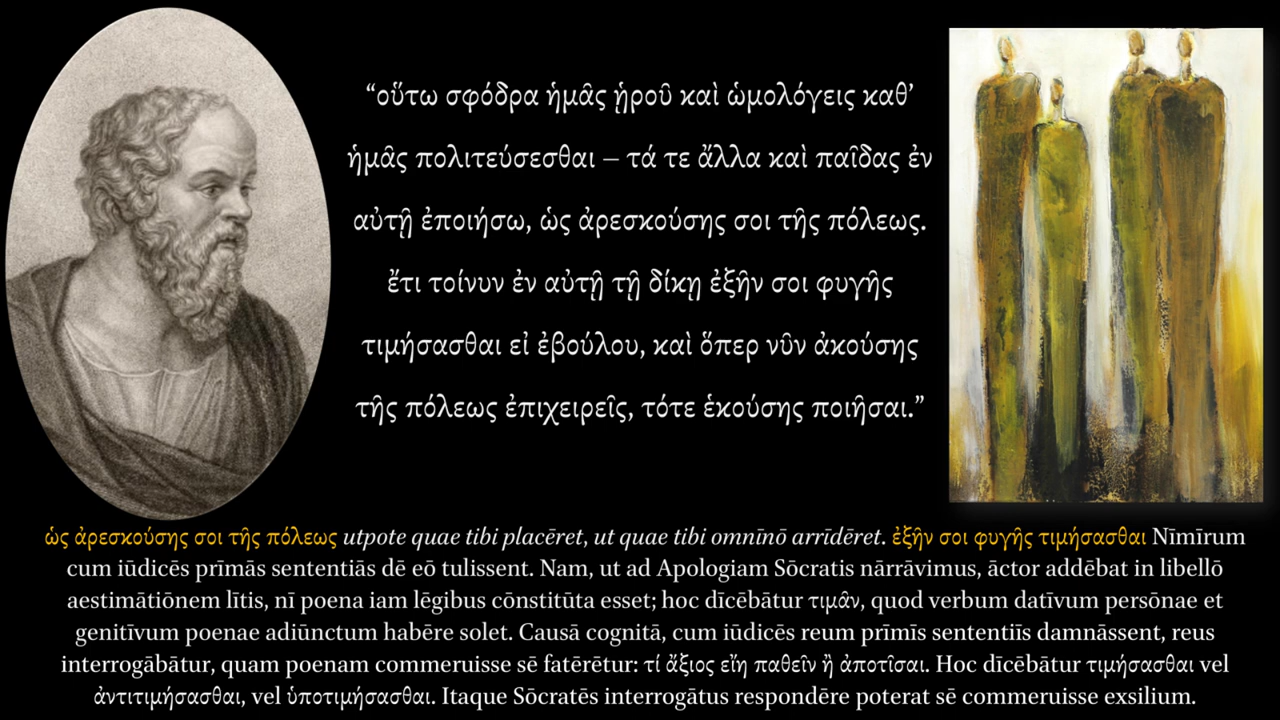 “οὕτω σφόδρα ἡμᾶς ᾑροῦ καὶ ὡμολόγεις καθ’
ἡμᾶς πολιτεύσεσθαι – τά τε ἄλλα καὶ παῖδας ἐν
αὐτῇ ἐποιήσω, ὡς ἀρεσκούσης σοι τῆς πόλεως.
ἔτι τοίνυν ἐν αὐτῇ τῇ δίκῃ ἐξῆν σοι φυγῆς
τιμήσασθαι εἰ ἐβούλου, καὶ ὅπερ νῦν ἀκούσης
τῆς πόλεως ἐπιχειρεῖς, τότε ἑκούσης ποιῆσαι.”
ὡς ἀρεσκούσης σοι τῆς πόλεως utpote quae tibi placēret, ut quae tibi omnīnō arrīdēret. ἐξῆν σοι φυγῆς τιμήσασθαι Nīmīrum
cum iūdicēs prīmās sententiās dē eō tulissent. Nam, ut ad Apologiam Sōcratis nārrāvimus, āctor addēbat in libellō
aestimātiōnem lītis, nī poena iam lēgibus cōnstitūta esset; hoc dīcēbātur τιμᾶν, quod verbum datīvum persōnae et
genitīvum poenae adiūnctum habēre solet. Causā cognitā, cum iūdicēs reum prīmīs sententiīs damnāssent, reus
interrogābātur, quam poenam commeruisse sē fatērētur: τί ἄξιος εἴη παθεῖν ἢ ἀποτῖσαι. Hoc dīcēbātur τιμήσασθαι vel
ἀντιτιμήσασθαι, vel ὑποτιμήσασθαι. Itaque Sōcratēs interrogātus respondēre poterat sē commeruisse exsilium.